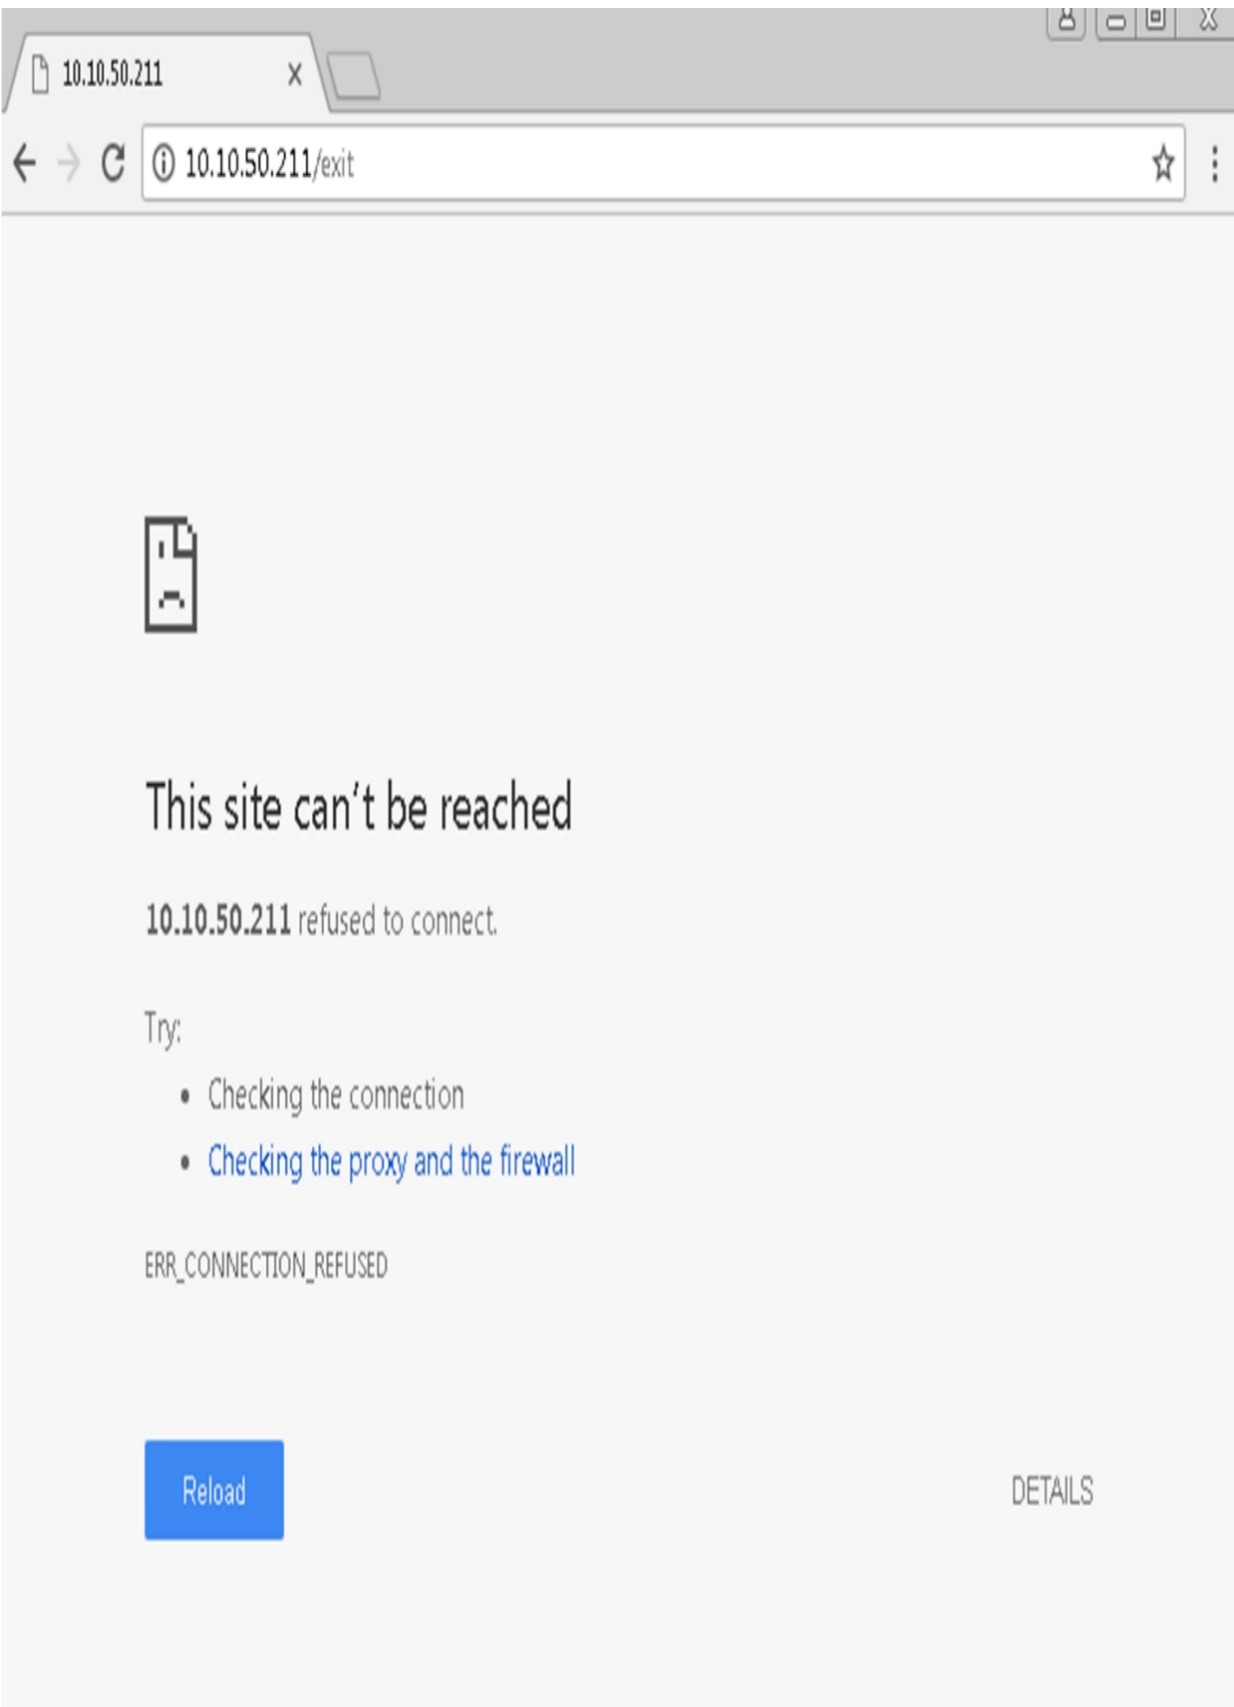 10.10.50.211
10.10.50.211/exit
This site can't be reached
10.10.50.211 refused to connect.
Try:
Checking the connection
Checking the proxy and the firewall
ERR_CONNECTION_REFUSED
Reload DETAILS